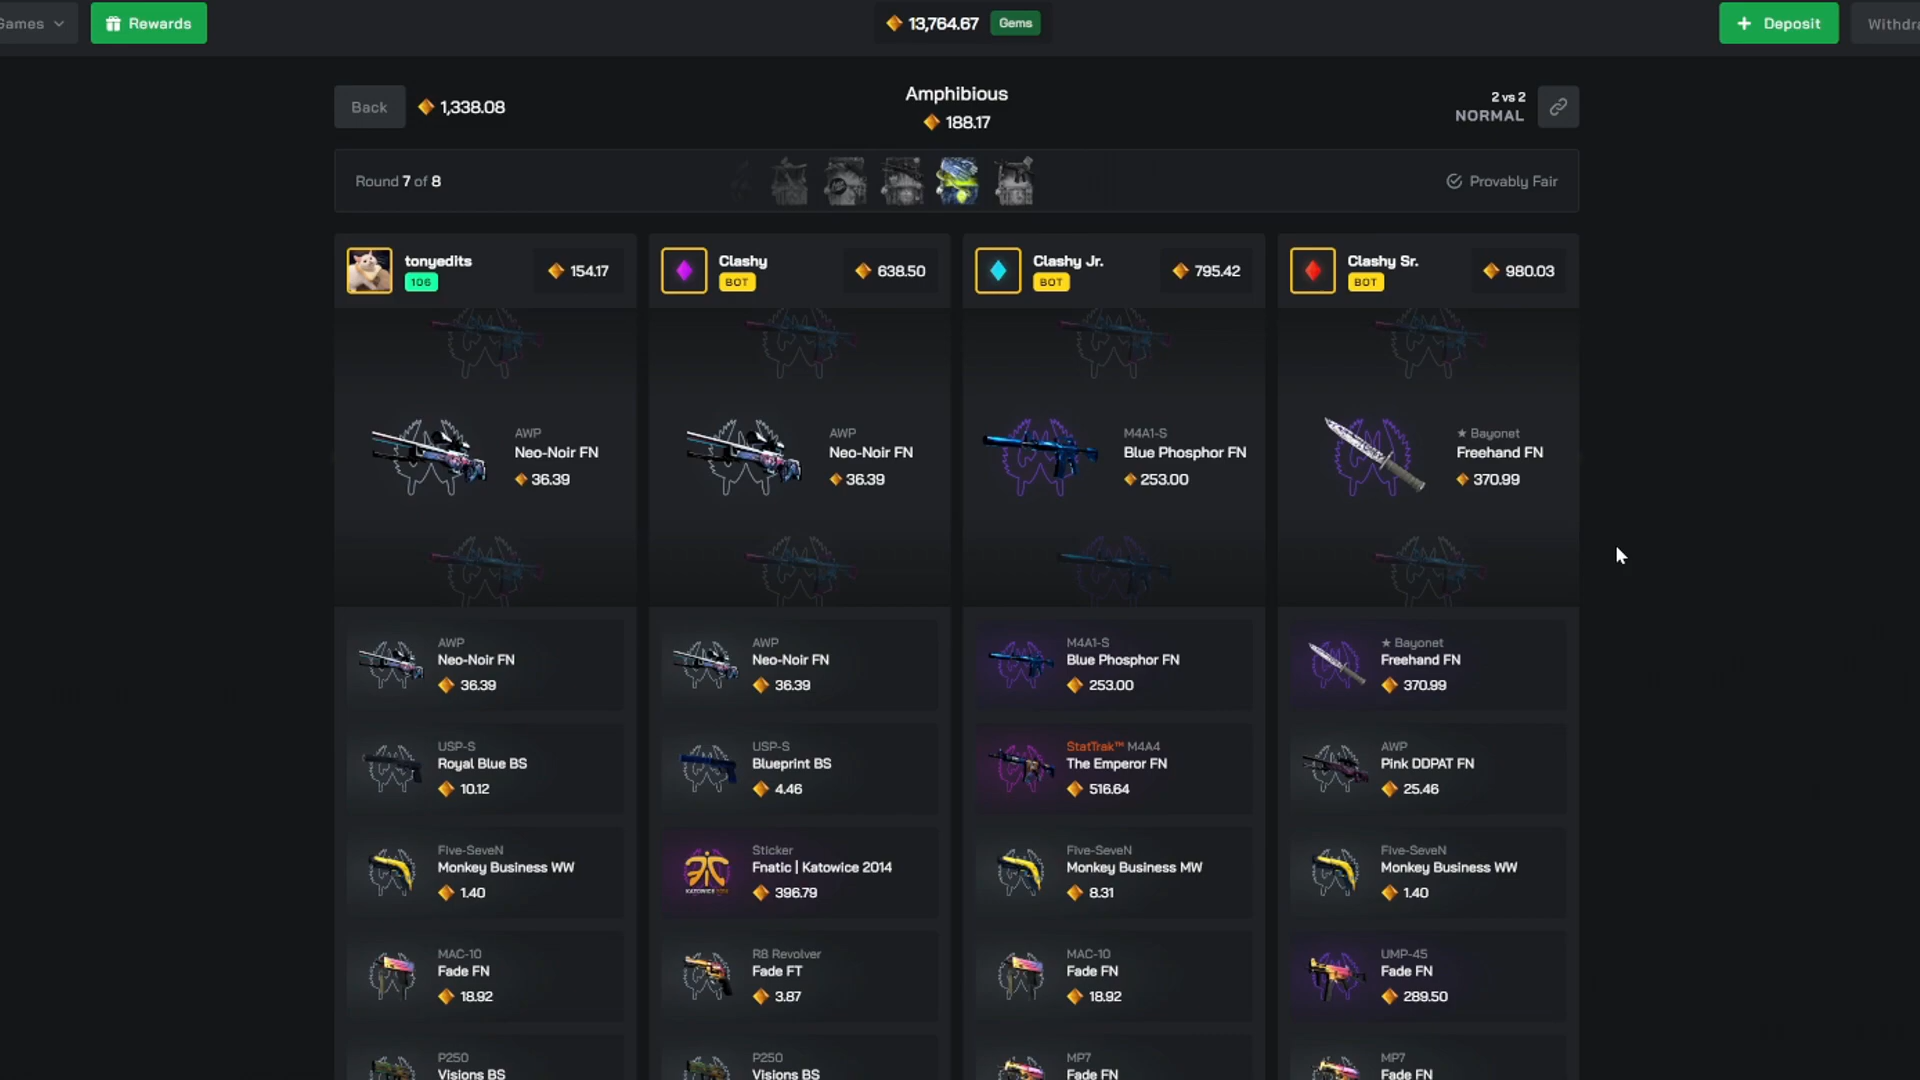 Games
Rewards
13,764.67 Gems
Deposit
Withdra
Back
1,338.08
Amphibious
188.17
2 vs 2
NORMAL
Round 7 of 8
Provably Fair
tonyedits
106
154.17
Clashy
BOT
638.50
Clashy Jr.
BOT
795.42
Clashy Sr.
BOT
980.03
AWP
Neo-Noir FN
36.39
AWP
Neo-Noir FN
36.39
M4A1-S
Blue Phosphor FN
253.00
★ Bayonet
Freehand FN
370.99
AWP
Neo-Noir FN
36.39
AWP
Neo-Noir FN
36.39
M4A1-S
Blue Phosphor FN
253.00
★ Bayonet
Freehand FN
370.99
USP-S
Royal Blue BS
10.12
USP-S
Blueprint BS
4.46
StatTrak™ M4A4
The Emperor FN
516.64
AWP
Pink DDPAT FN
25.46
Five-SeveN
Monkey Business WW
1.40
Sticker
Fnatic | Katowice 2014
396.79
Five-SeveN
Monkey Business MW
8.31
Five-SeveN
Monkey Business WW
1.40
MAC-10
Fade FN
18.92
R8 Revolver
Fade FT
3.87
MAC-10
Fade FN
18.92
UMP-45
Fade FN
289.50
P250
Visions BS
P250
Visions BS
MP7
Fade FN
MP7
Fade FN